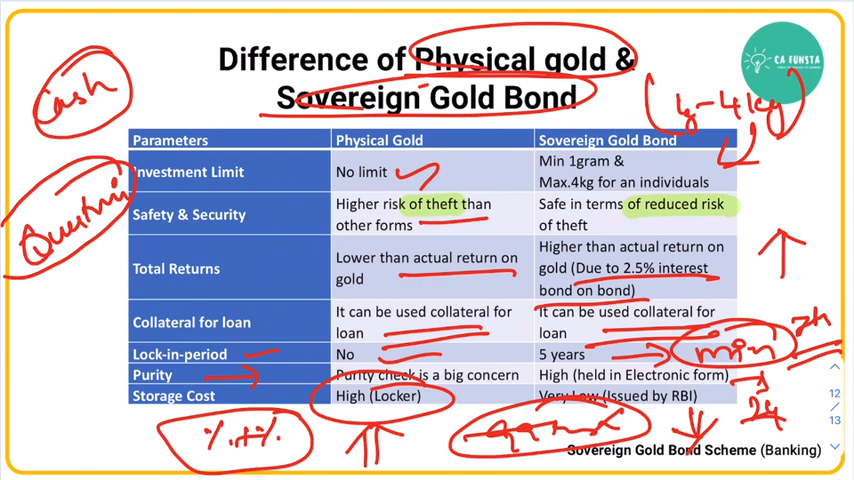 Difference of Physical gold &
Sovereign Gold Bond
CA FUNSTA
Cash
1g-4kg
Parameters Physical Gold Sovereign Gold Bond
Investment Limit No limit Min 1gram &
Max.4kg for an individuals
Safety & Security Higher risk of theft than
other forms Safe in terms of reduced risk
of theft
Total Returns Lower than actual return on
gold Higher than actual return on
gold (Due to 2.5% interest
bond on bond)
Collateral for loan It can be used collateral for
loan It can be used collateral for
loan
Lock-in-period No 5 years min
Purity Purity check is a big concern High (held in Electronic form)
Storage Cost High (Locker) Very Low (Issued by RBI)
24
12
/
13
Sovereign Gold Bond Scheme (Banking)